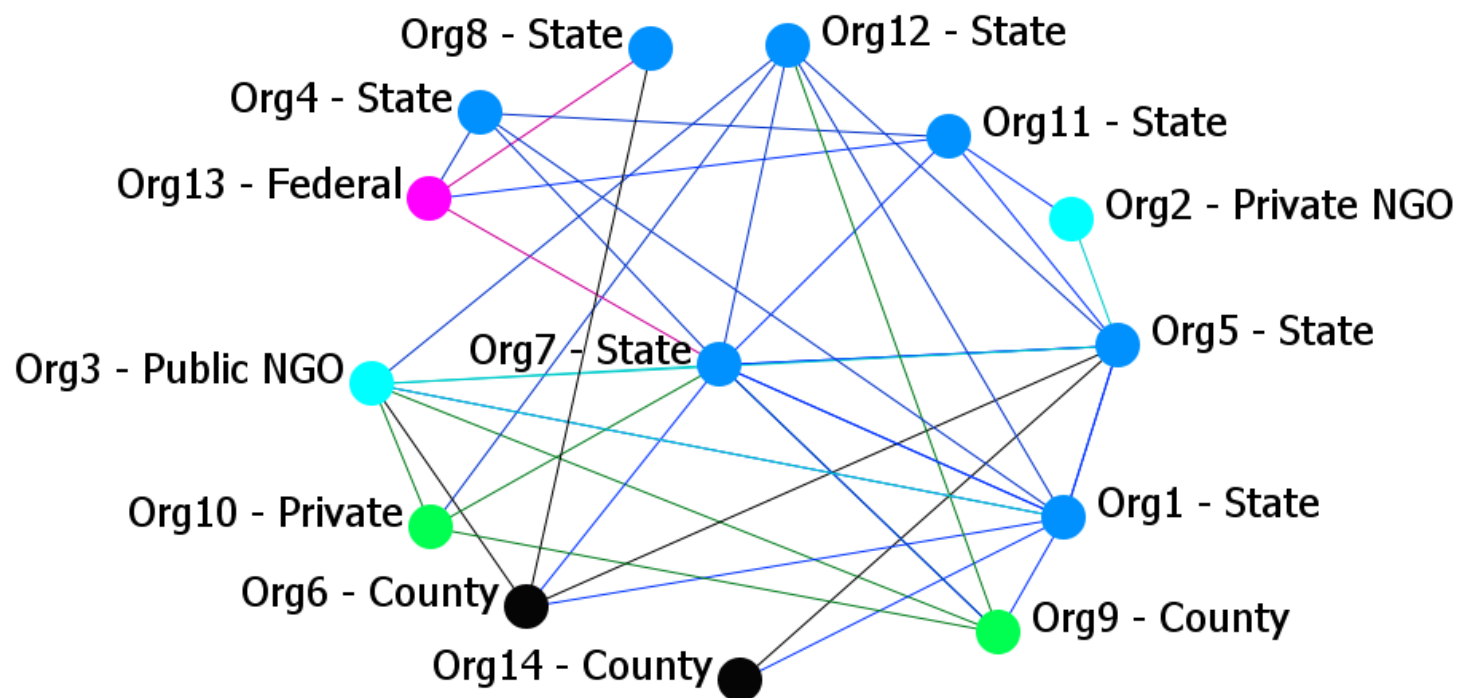 Org8 - State
Org12 - State
Org4 - State
Org11 - State
Org13 - Federal
Org2 - Private NGO
Org5 - State
Org7 - State
Org3 - Public NGO
Org1 - State
Org10 - Private
Org6 - County
Org9 - County
Org14 - County